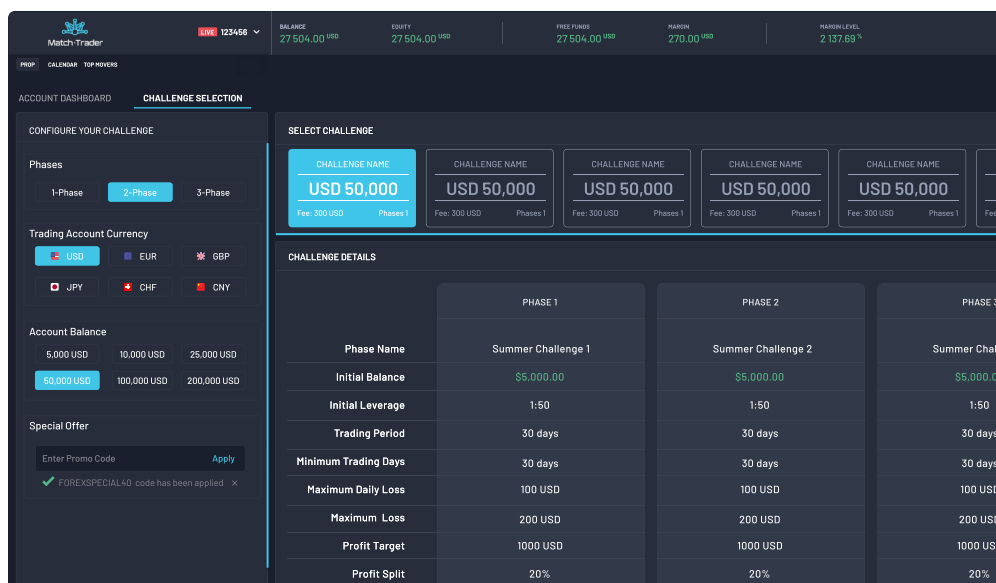 Match-Trader
LIVE 123456
BALANCE
27 504.00 USD
EQUITY
27 504.00 USD
FREE FUNDS
27 504.00 USD
MARGIN
270.00 USD
MARGIN LEVEL
2 137.69 %
PROP CALENDAR TOP MOVERS
ACCOUNT DASHBOARD CHALLENGE SELECTION
CONFIGURE YOUR CHALLENGE
Phases
1-Phase 2-Phase 3-Phase
Trading Account Currency
USD EUR GBP
JPY CHF CNY
Account Balance
5,000 USD 10,000 USD 25,000 USD
50,000 USD 100,000 USD 200,000 USD
Special Offer
Enter Promo Code Apply
FOREXSPECIAL40 code has been applied
SELECT CHALLENGE
CHALLENGE NAME
USD 50,000
Fee: 300 USD Phases 1
CHALLENGE NAME
USD 50,000
Fee: 300 USD Phases 1
CHALLENGE NAME
USD 50,000
Fee: 300 USD Phases 1
CHALLENGE NAME
USD 50,000
Fee: 300 USD Phases 1
CHALLENGE NAME
USD 50,000
Fee: 300 USD Phases 1
Fe
CHALLENGE DETAILS
PHASE 1 PHASE 2 PHASE 3
Phase Name Summer Challenge 1 Summer Challenge 2 Summer Chal
Initial Balance $5,000.00 $5,000.00 $5,000.0
Initial Leverage 1:50 1:50 1:50
Trading Period 30 days 30 days 30 days
Minimum Trading Days 30 days 30 days 30 days
Maximum Daily Loss 100 USD 100 USD 100 USD
Maximum Loss 200 USD 200 USD 200 USD
Profit Target 1000 USD 1000 USD 1000 US
Profit Split 20% 20% 20%